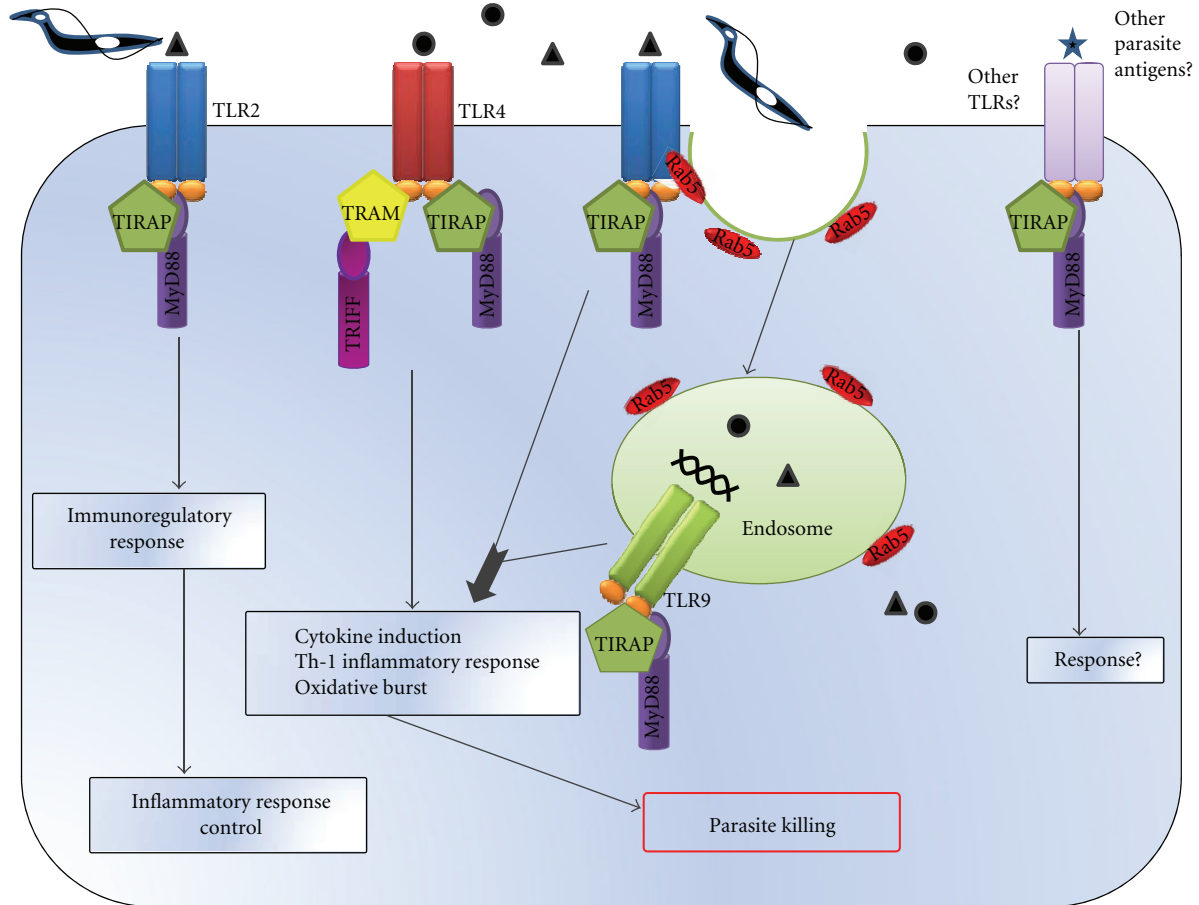 Other
parasite
antigens?
Other
TLRs?
TLR2
TLR4
TIRAP
MyD88
TRAM
TRIFF
TIRAP
MyD88
TIRAP
MyD88
Rab5
Rab5
Rab5
TIRAP
MyD88
Rab5
Rab5
Rab5
Endosome
TLR9
TIRAP
MyD88
Immunoregulatory
response
Cytokine induction
Th-1 inflammatory response
Oxidative burst
Response?
Inflammatory response
control
Parasite killing